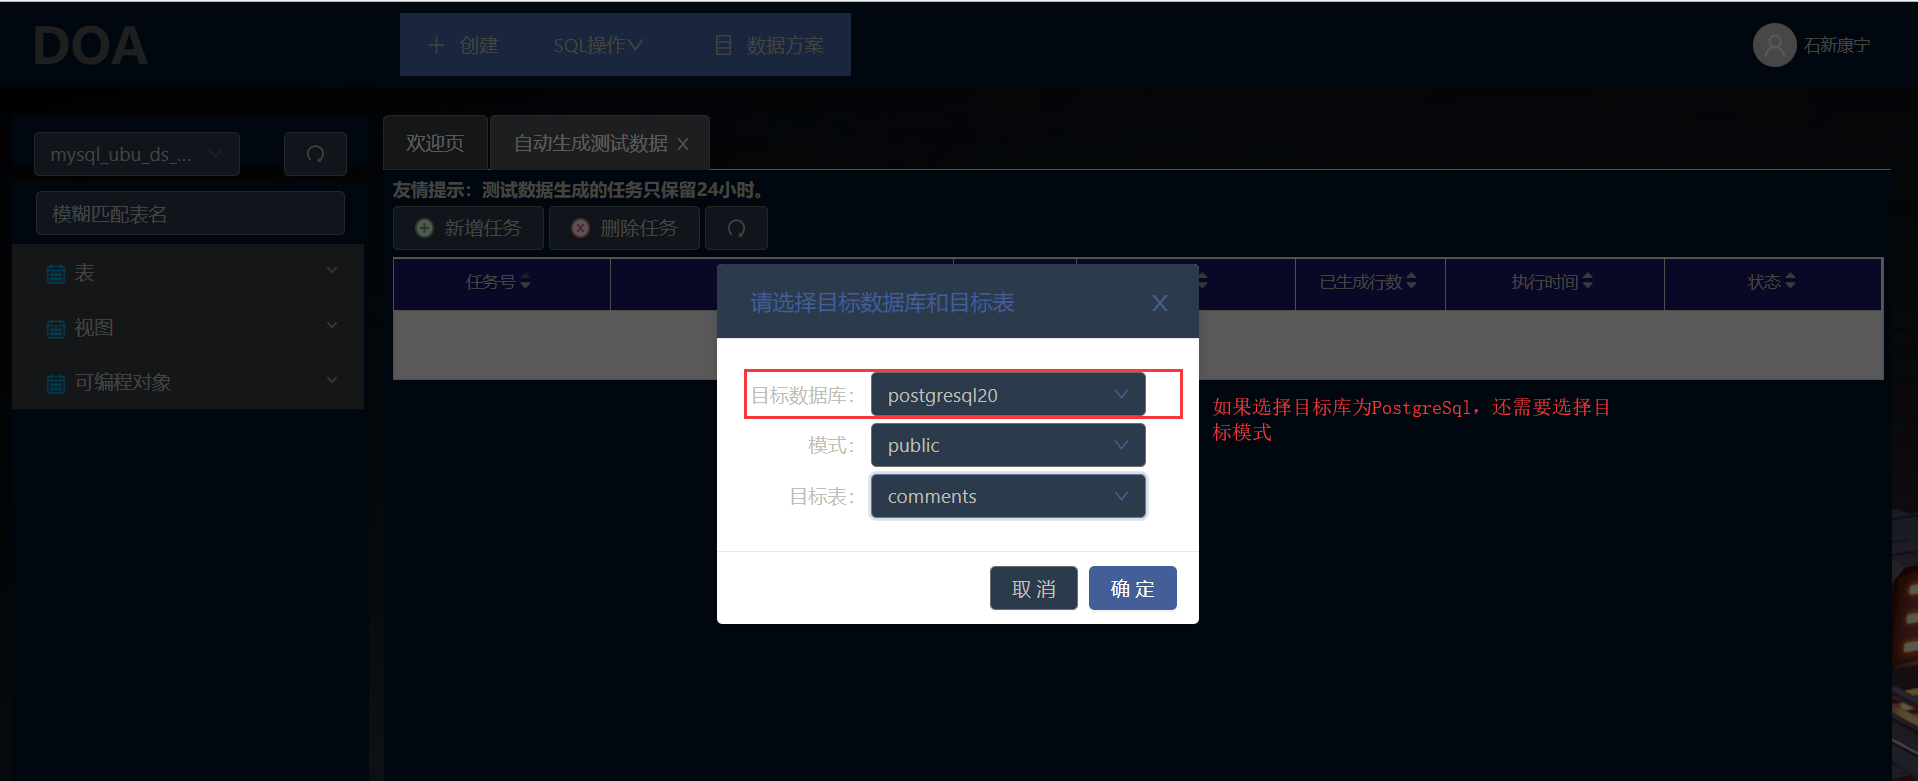 DOA
创建
SQL操作
数据方案
石新康宁
mysql_ubu_ds_...
模糊匹配表名
表
视图
可编程对象
欢迎页
自动生成测试数据
友情提示：测试数据生成的任务只保留24小时。
新增任务
删除任务
任务号
已生成行数
执行时间
状态
请选择目标数据库和目标表
目标数据库：
postgresql20
模式：
public
目标表：
comments
取 消
确 定
如果选择目标库为PostgreSql，还需要选择目
标模式